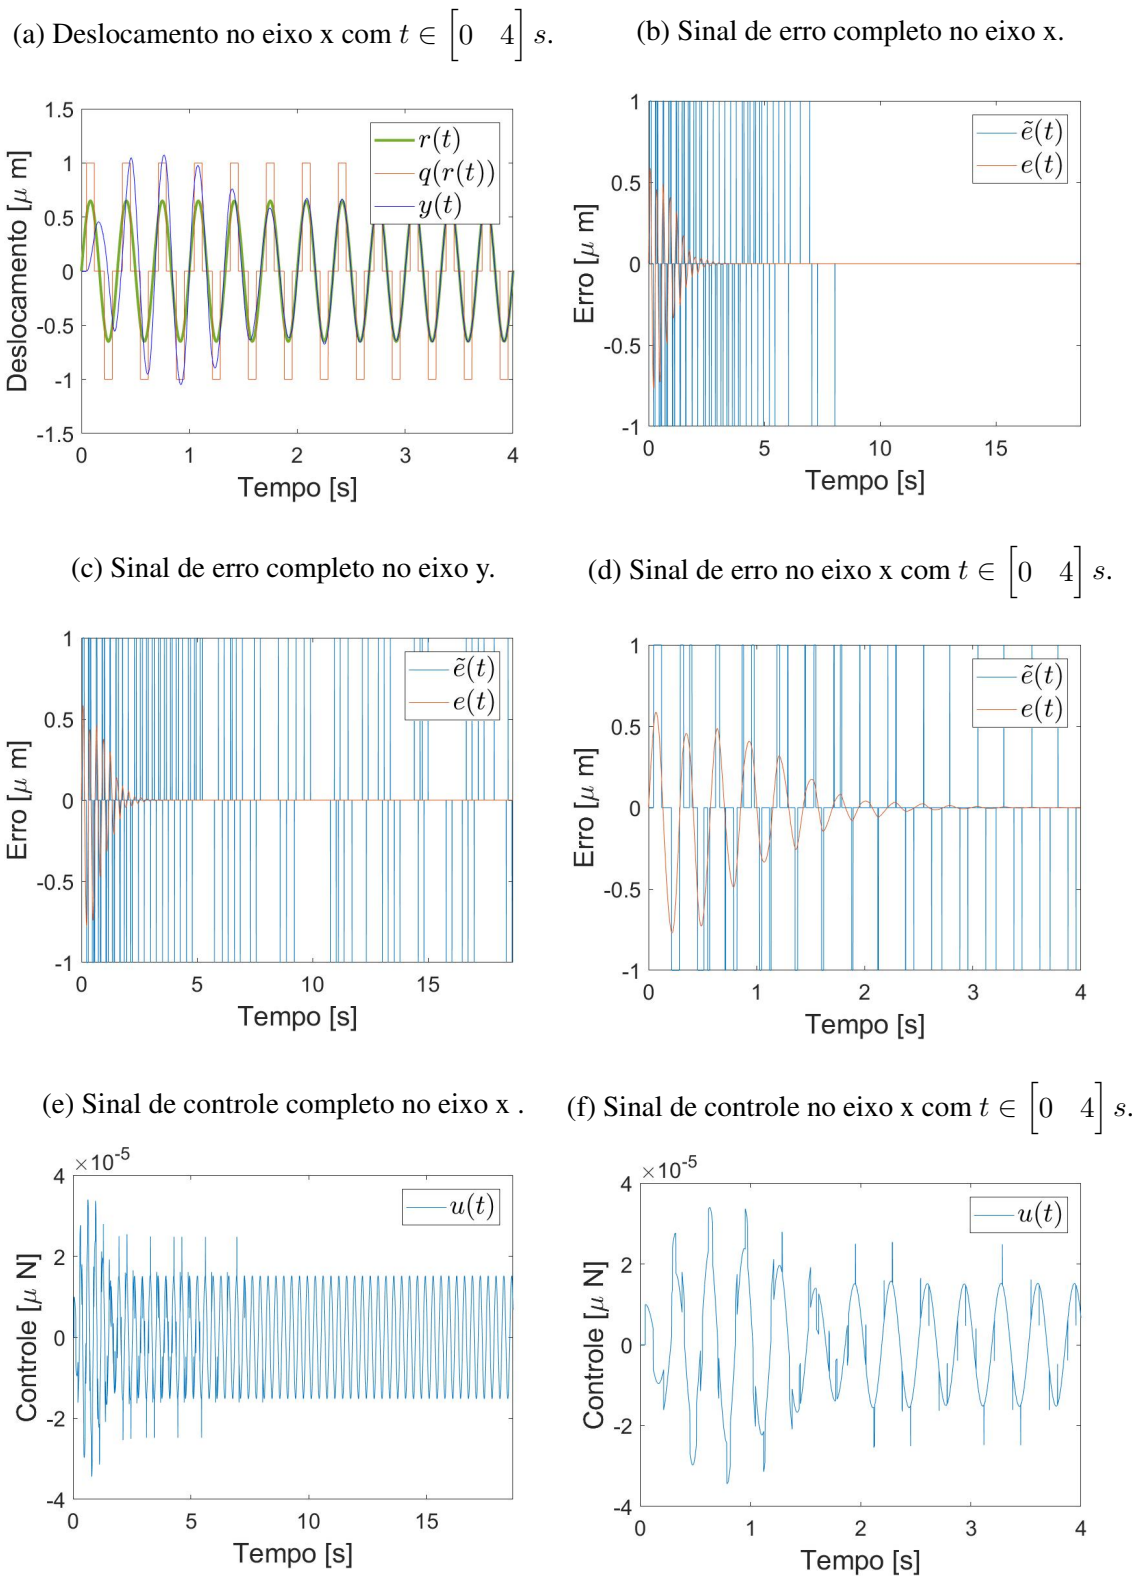 (a) Deslocamento no eixo x com t ∈ [0 4] s.
1.5
1
0.5
0
-0.5
-1
-1.5
Deslocamento [μ m]
r(t)
q(r(t))
y(t)
0 1 2 3 4
Tempo [s]
(b) Sinal de erro completo no eixo x.
1
0.5
0
-0.5
-1
Erro [μ m]
ẽ(t)
e(t)
0 5 10 15
Tempo [s]
(c) Sinal de erro completo no eixo y.
1
0.5
0
-0.5
-1
Erro [μ m]
ẽ(t)
e(t)
0 5 10 15
Tempo [s]
(d) Sinal de erro no eixo x com t ∈ [0 4] s.
1
0.5
0
-0.5
-1
Erro [μ m]
ẽ(t)
e(t)
0 1 2 3 4
Tempo [s]
(e) Sinal de controle completo no eixo x .
×10⁻⁵
4
2
0
-2
-4
Controle [μ N]
u(t)
0 5 10 15
Tempo [s]
(f) Sinal de controle no eixo x com t ∈ [0 4] s.
×10⁻⁵
4
2
0
-2
-4
Controle [μ N]
u(t)
0 1 2 3 4
Tempo [s]